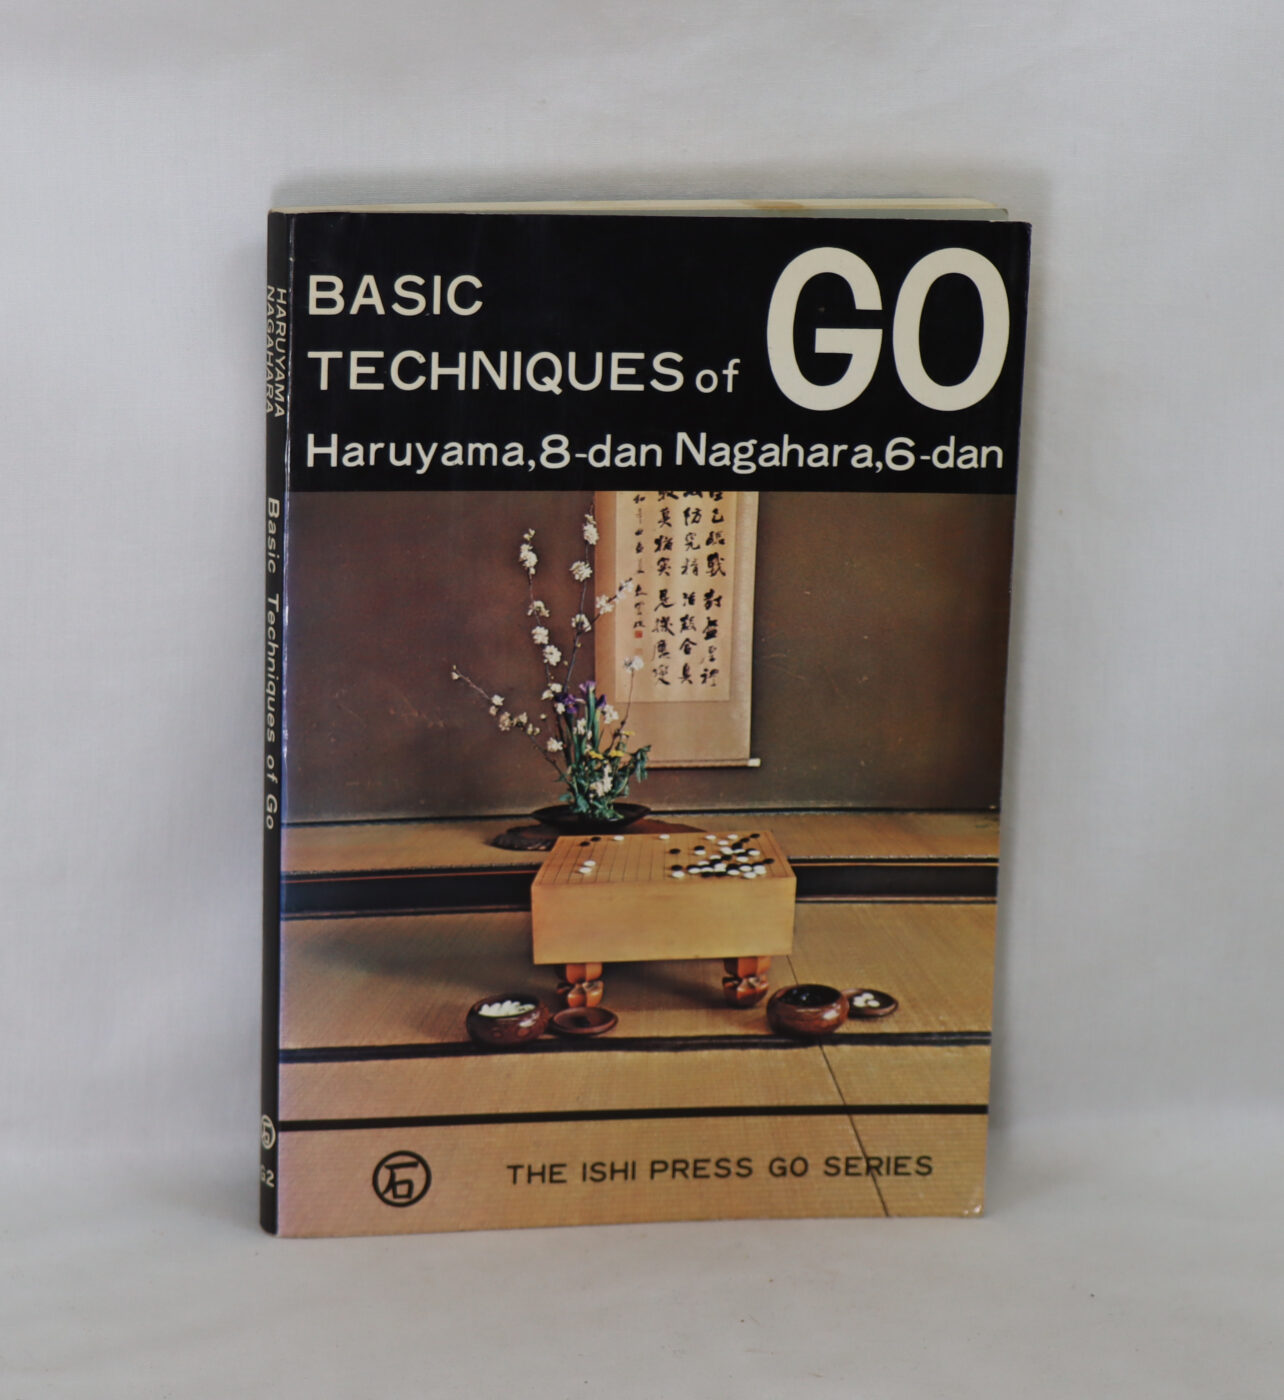 BASIC
TECHNIQUES of GO
Haruyama, 8-dan Nagahara, 6-dan
石
THE ISHI PRESS GO SERIES
HARUYAMA
NAGAHARA
Basic Techniques of Go
石
G2